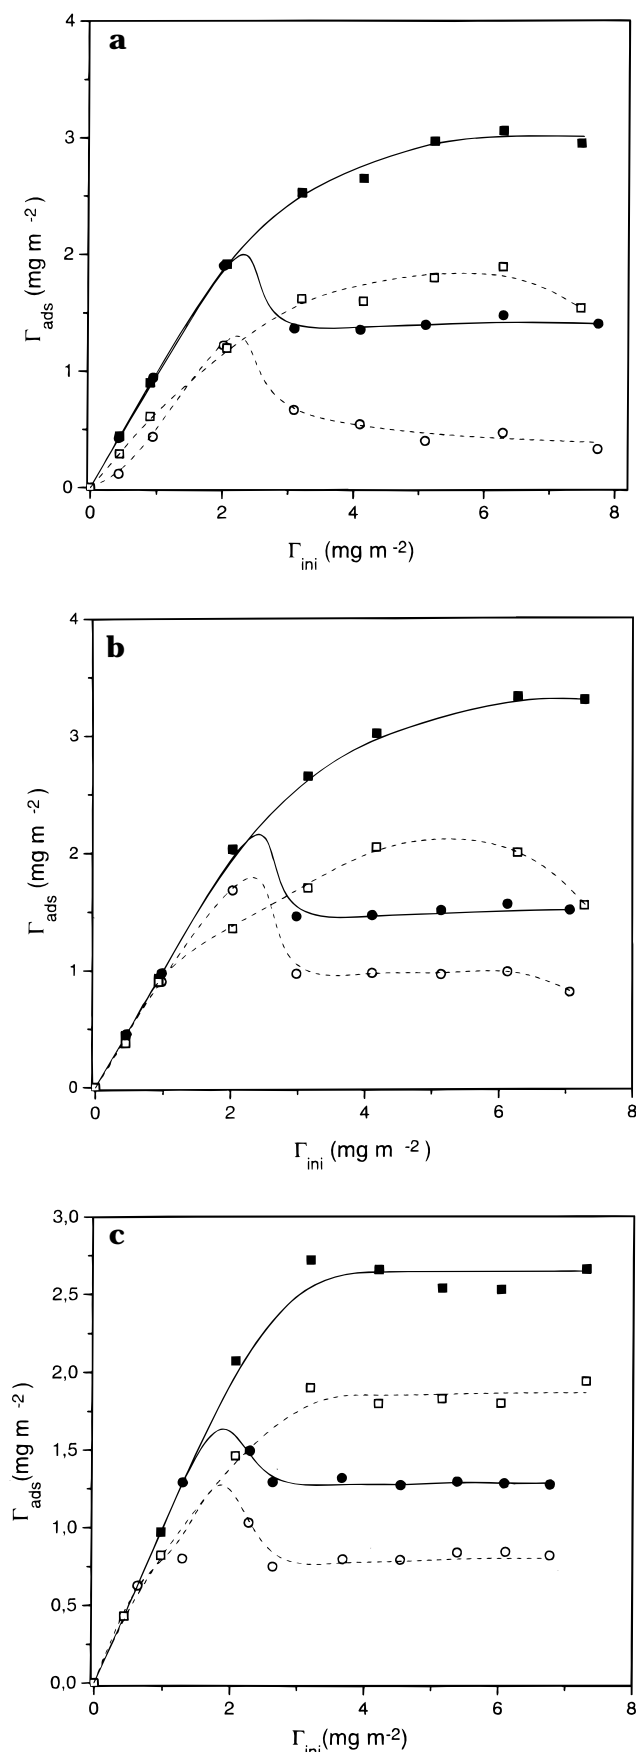 a
4
3
2
1
0
Γads (mg m-2)
0 2 4 6 8
Γini (mg m-2)
b
4
3
2
1
0
Γads (mg m-2)
0 2 4 6 8
Γini (mg m-2)
c
3,0
2,5
2,0
1,5
1,0
0,5
0,0
Γads(mg m-2)
0 2 4 6 8
Γini(mg m-2)